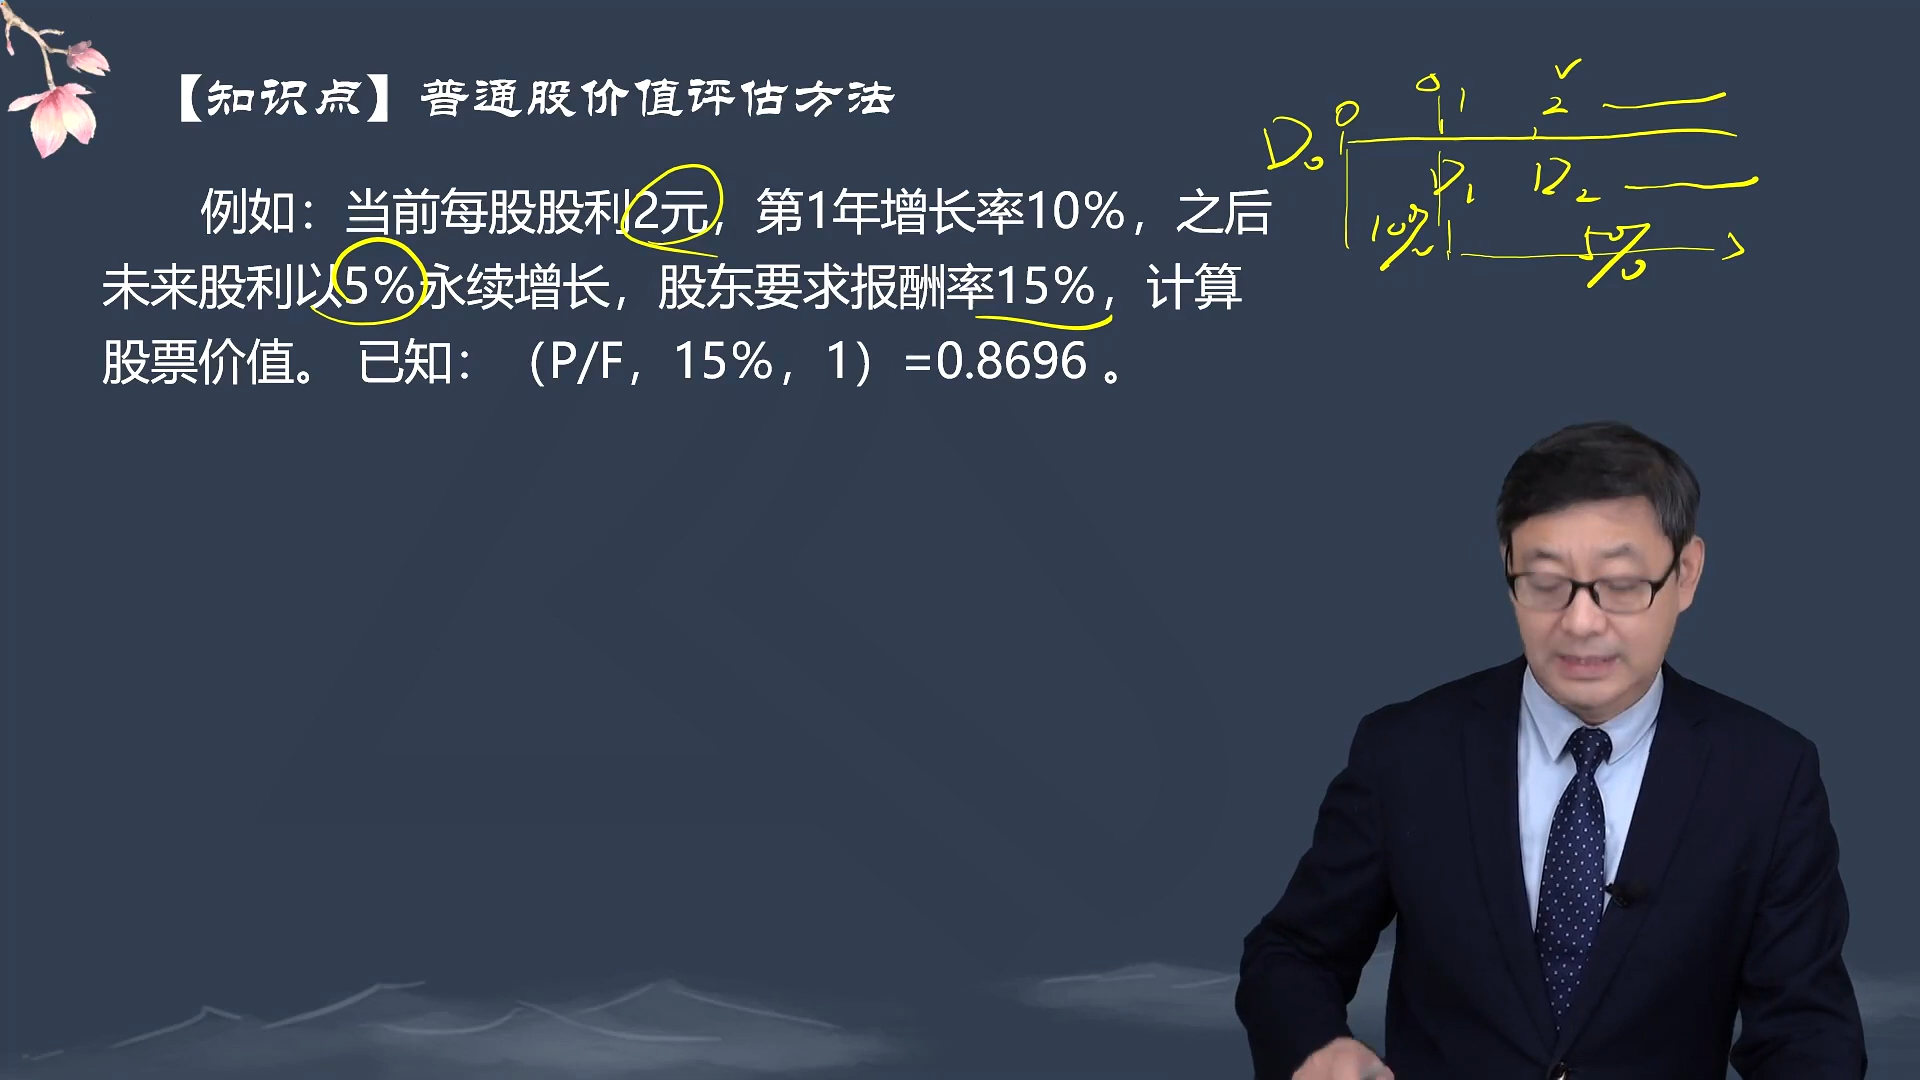 【知识点】普通股价值评估方法
例如：当前每股股利2元，第1年增长率10%，之后
未来股利以5%永续增长，股东要求报酬率15%，计算
股票价值。 已知：（P/F，15%，1）=0.8696 。
0 1 2
0
D₀
D₁ D₂
10% 5%